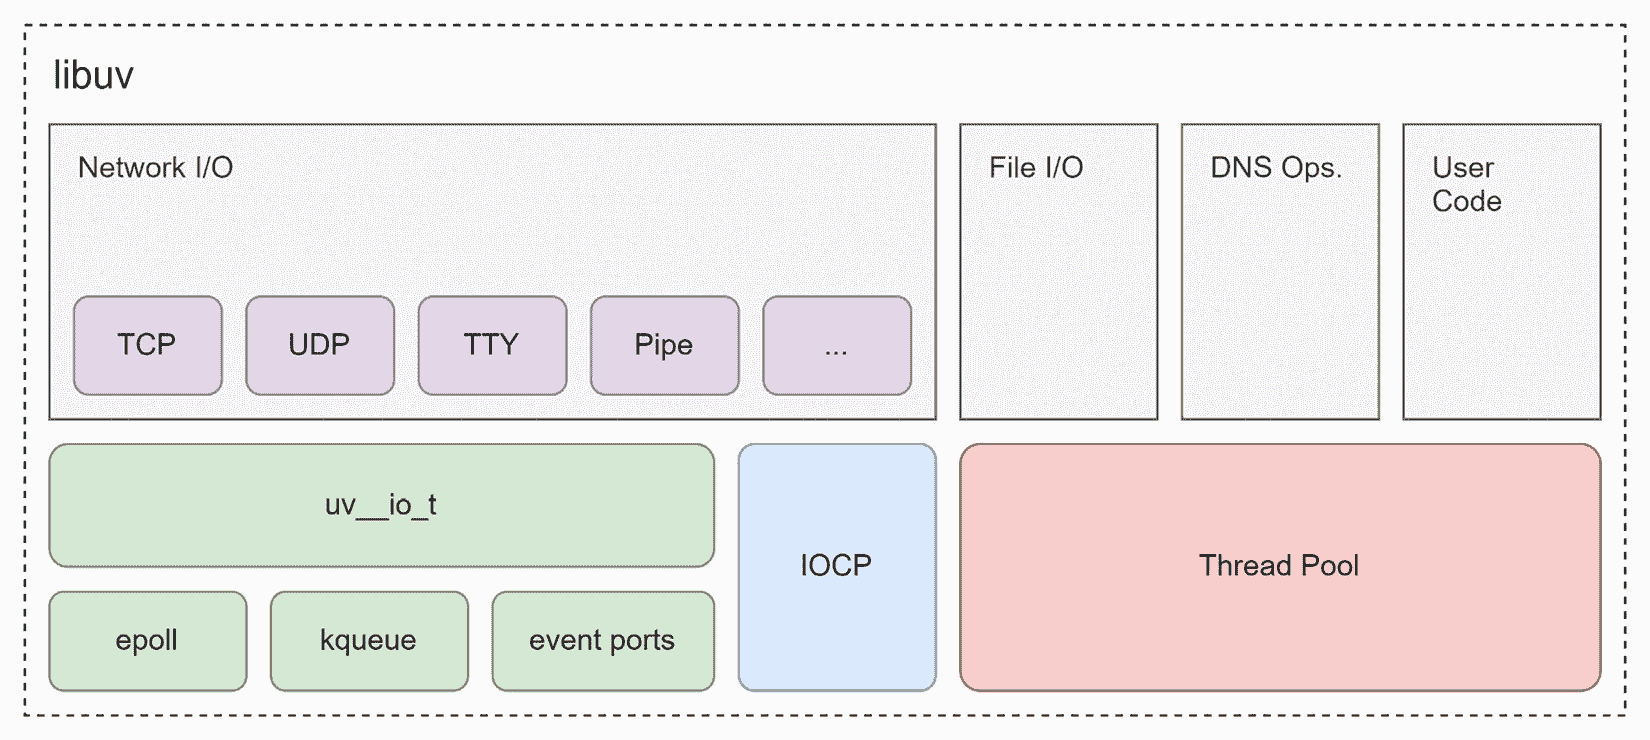 libuv
Network I/O
File I/O
DNS Ops.
User
Code
TCP
UDP
TTY
Pipe
...
uv__io_t
IOCP
Thread Pool
epoll
kqueue
event ports